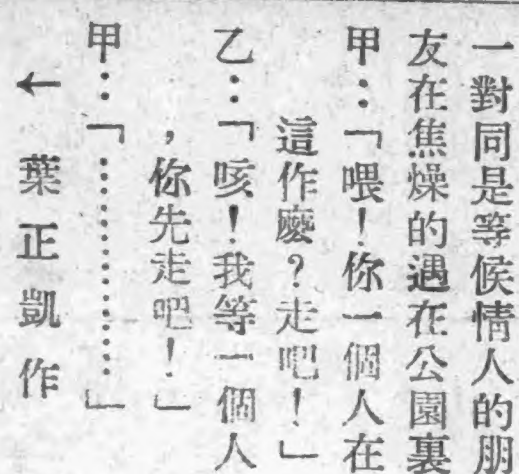 一對同是等候情人的朋
友在焦燥的遇在公園裏
甲：「喂！你一個人在
這作麽？走吧！」
乙：「咳！我等一個人
，你先走吧！」
甲：「…………」
← 葉正凱作